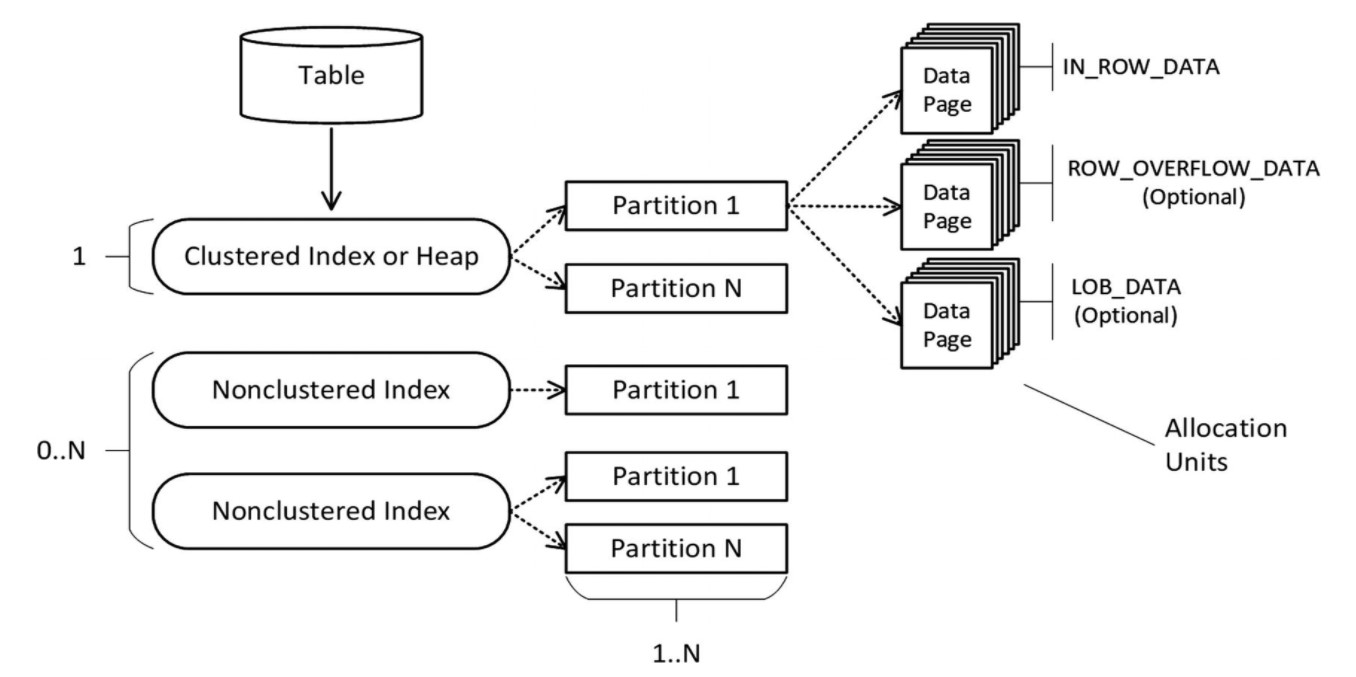 Table
1
Clustered Index or Heap
Partition 1
Partition N
Data
Page
IN_ROW_DATA
Data
Page
ROW_OVERFLOW_DATA
(Optional)
Data
Page
LOB_DATA
(Optional)
Allocation
Units
0..N
Nonclustered Index
Partition 1
Nonclustered Index
Partition 1
Partition N
1..N